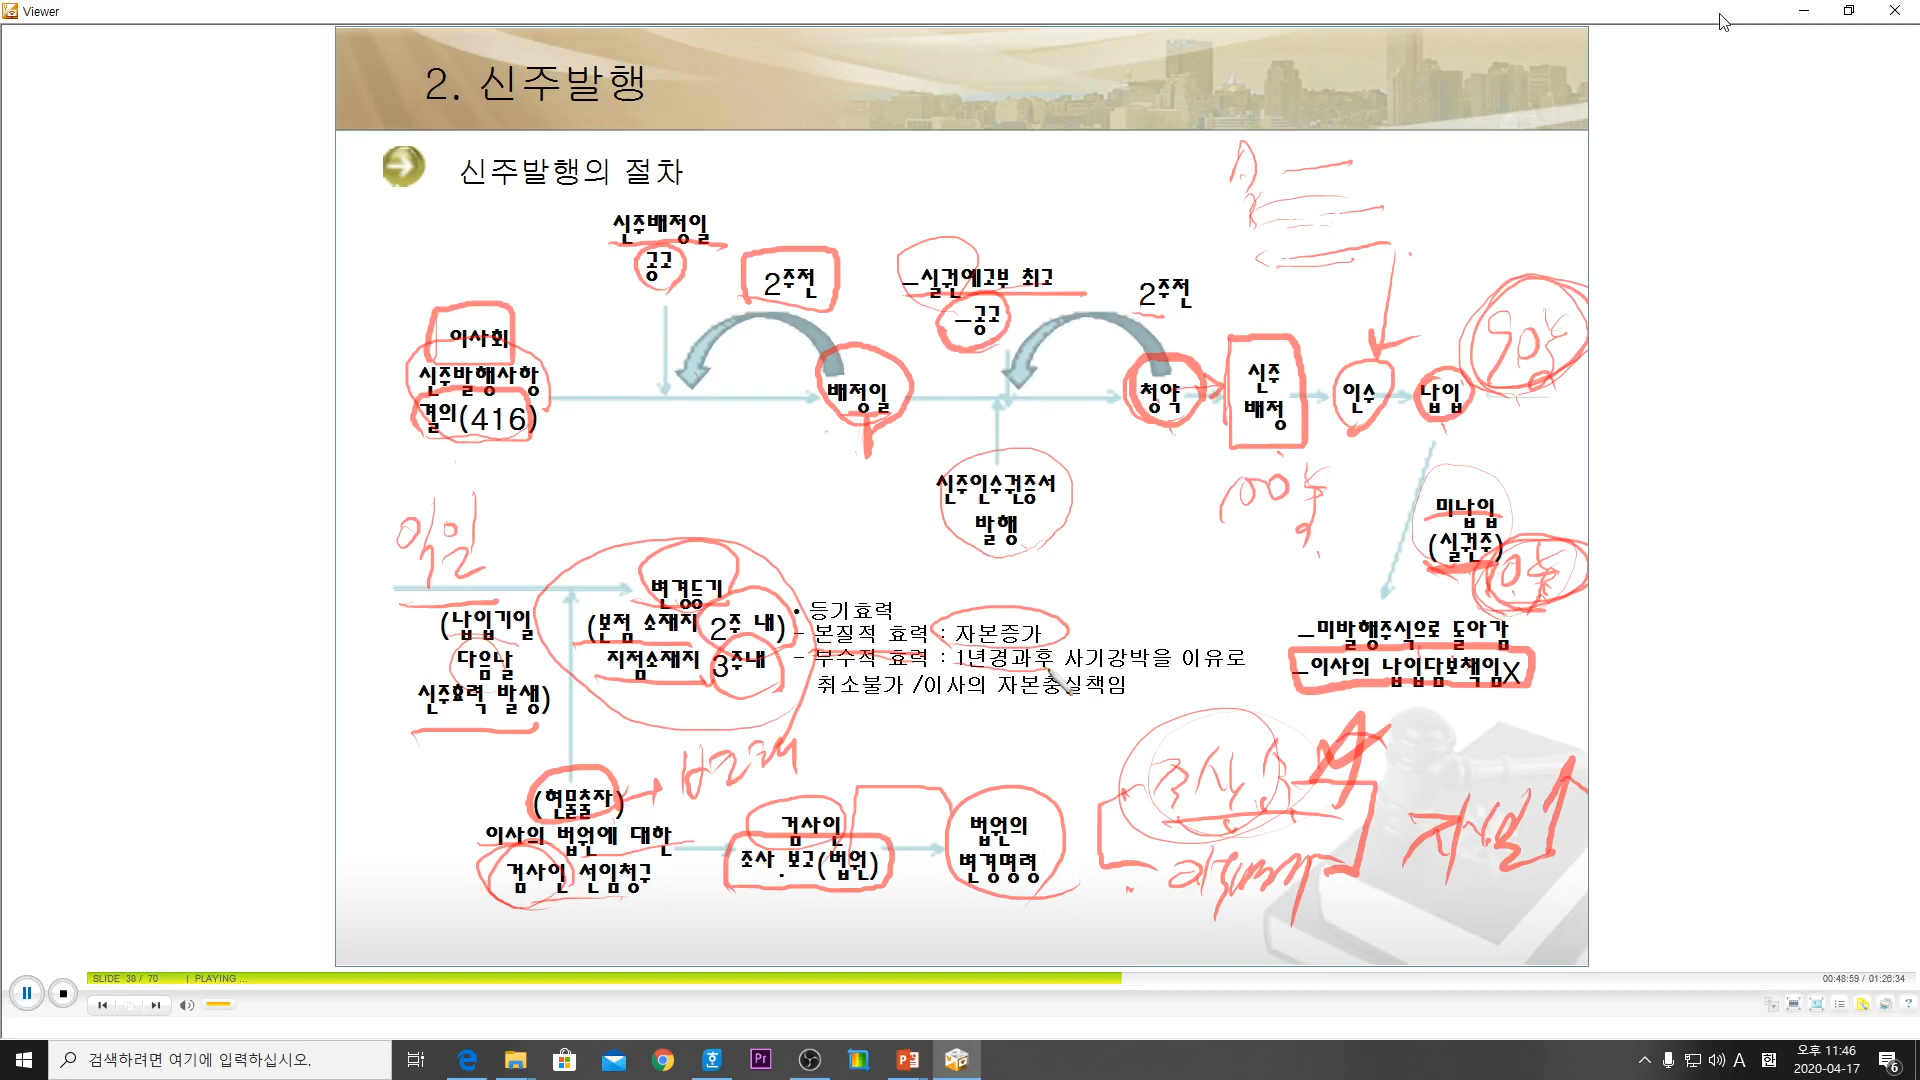 Viewer
2. 신주발행
신주발행의 절차
신주배정일
공고
2주전
–실권예고부 최고
–공고
2주전
이사회
신주발행사항
결의(416)
배정일
청약
신주
배정
인수
납입
신주인수권증서
발행
100
90
미납입
(실권주)
익일
변경등기
(본점 소재지 2주 내)
지점소재지 3주내
(납입기일
다음날
신주효력 발생)
• 등기효력
– 본질적 효력 : 자본증가
– 부수적 효력 : 1년경과후 사기강박을 이유로
취소불가 /이사의 자본충실책임
–미발행주식으로 돌아감
–이사의 납입담보책임X
(현물출자)
이사의 법원에 대한
검사인 선임청구
검사인
조사.보고(법원)
법원의
변경명령
SLIDE 38 / 70 | PLAYING ...
00:48:59 / 01:26:34
검색하려면 여기에 입력하십시오.
Pr
A
한
오후 11:46
2020-04-17
6